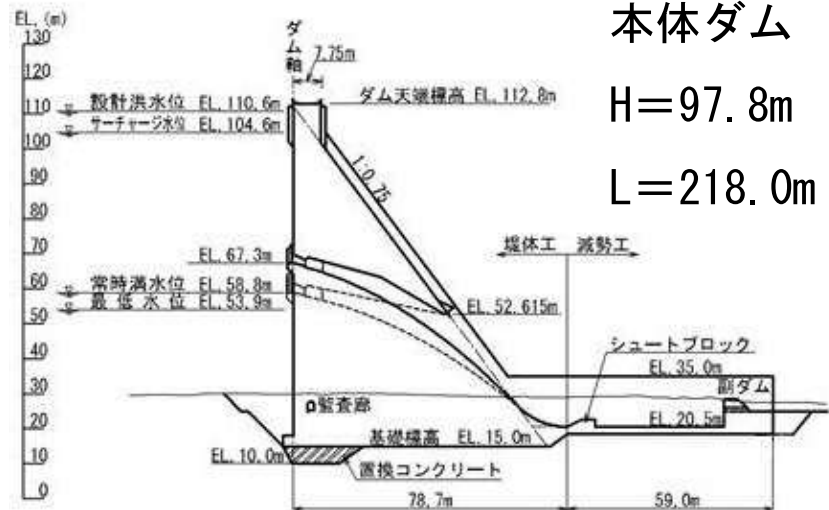 EL.(m)
130
120
110
100
90
80
70
60
50
40
30
20
10
0
ダム軸
7.75m
本体ダム
H=97.8m
L=218.0m
設計洪水位 EL.110.6m
ダム天端標高 EL.112.8m
サーチャージ水位 EL.104.6m
1:0.75
堤体工
減勢工
EL.67.3m
常時満水位 EL.58.8m
最低水位 EL.53.9m
EL.52.615m
シュートブロック
EL.35.0m
副ダム
監査廊
EL.20.5m
基礎標高 EL.15.0m
EL.10.0m
置換コンクリート
78.7m
59.0m